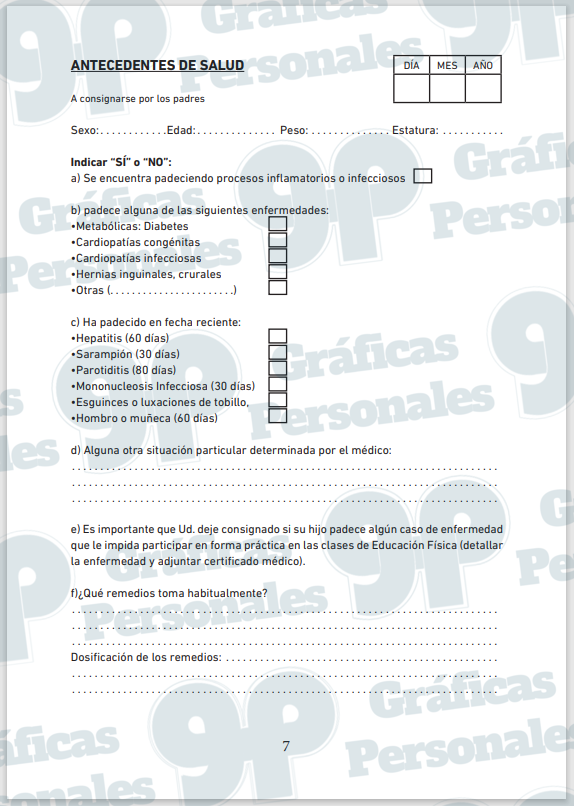 Gráficas
Personales
gp
ANTECEDENTES DE SALUD
DÍA MES AÑO
A consignarse por los padres
Sexo:. . . . . . . . . . . .Edad:. . . . . . . . . . . . . . Peso: . . . . . . . . . . . . . . Estatura: . . . . . . . . . . .
Indicar “SÍ” o “NO”:
a) Se encuentra padeciendo procesos inflamatorios o infecciosos
b) padece alguna de las siguientes enfermedades:
•Metabólicas: Diabetes
•Cardiopatías congénitas
•Cardiopatías infecciosas
•Hernias inguinales, crurales
•Otras (. . . . . . . . . . . . . . . . . . . . . .)
c) Ha padecido en fecha reciente:
•Hepatitis (60 días)
•Sarampión (30 días)
•Parotiditis (80 días)
•Mononucleosis Infecciosa (30 días)
•Esguinces o luxaciones de tobillo,
•Hombro o muñeca (60 días)
d) Alguna otra situación particular determinada por el médico:
e) Es importante que Ud. deje consignado si su hijo padece algún caso de enfermedad
que le impida participar en forma práctica en las clases de Educación Física (detallar
la enfermedad y adjuntar certificado médico).
f)¿Qué remedios toma habitualmente?
Dosificación de los remedios: . . . . . . . . . . . . . . . . . . . . . . . . . . . . . . . . . . . . . . . . . . . . . . .
7